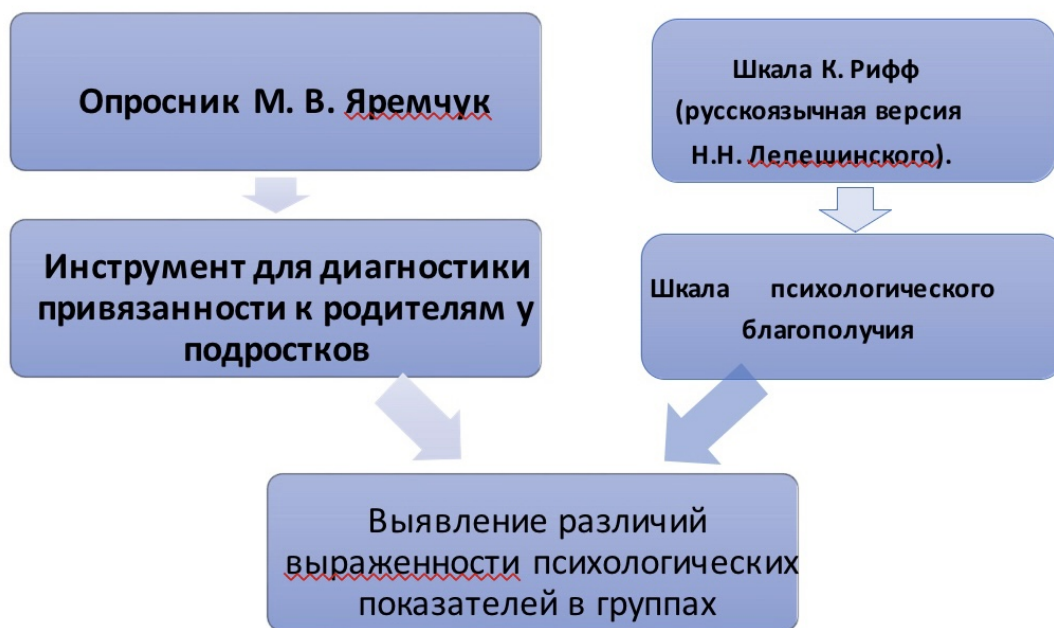 Опросник М. В. Яремчук
Шкала К. Рифф
(русскоязычная версия
Н.Н. Лепешинского).
Инструмент для диагностики
привязанности к родителям у
подростков
Шкала психологического
благополучия
Выявление различий
выраженности психологических
показателей в группах